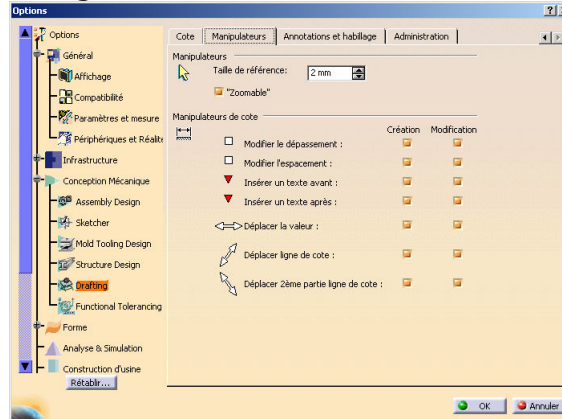 Options
Options
Général
Affichage
Compatibilité
Paramètres et mesure
Périphériques et Réalité
Infrastructure
Conception Mécanique
Assembly Design
Sketcher
Mold Tooling Design
Structure Design
Drafting
Functional Tolerancing
Forme
Analyse & Simulation
Construction d'usine
Rétablir...
Cote Manipulateurs Annotations et habillage Administration
Manipulateurs
Taille de référence: 2 mm
"Zoomable"
Manipulateurs de cote
Création Modification
Modifier le dépassement :
Modifier l'espacement :
Insérer un texte avant :
Insérer un texte après :
Déplacer la valeur :
Déplacer ligne de cote :
Déplacer 2ème partie ligne de cote :
OK Annuler